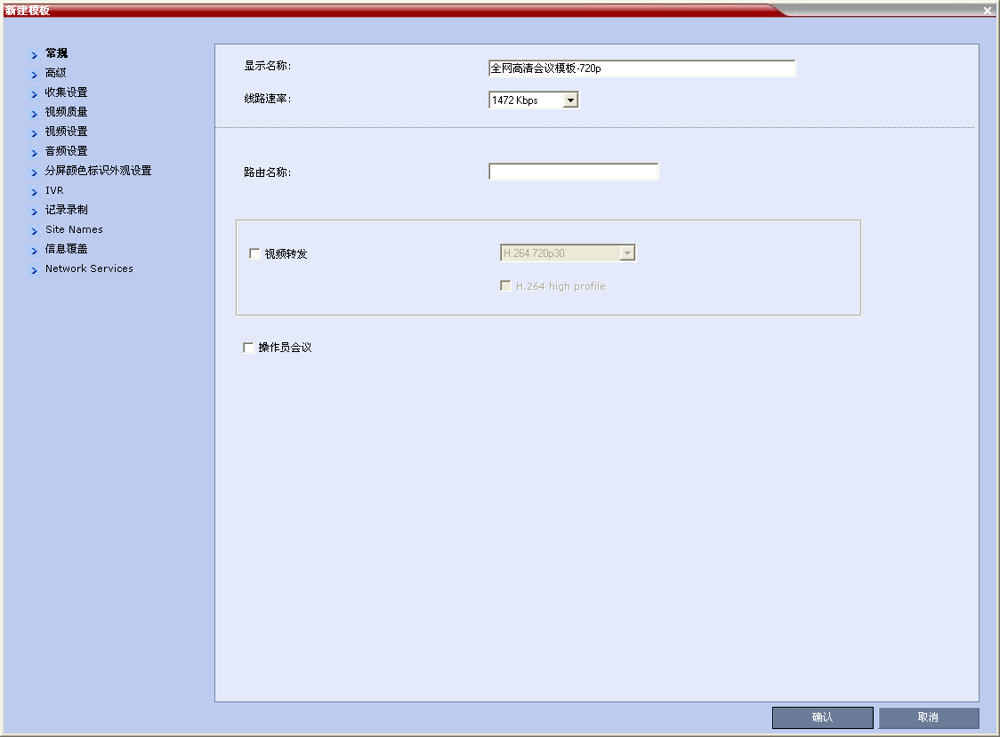 新建模板
常规
高级
收集设置
视频质量
视频设置
音频设置
分屏颜色标识外观设置
IVR
记录录制
Site Names
信息覆盖
Network Services
显示名称:
全网高清会议模板-720p
线路速率:
1472 Kbps
路由名称:
视频转发
H.264 720p30
H.264 high profile
操作员会议
确认
取消